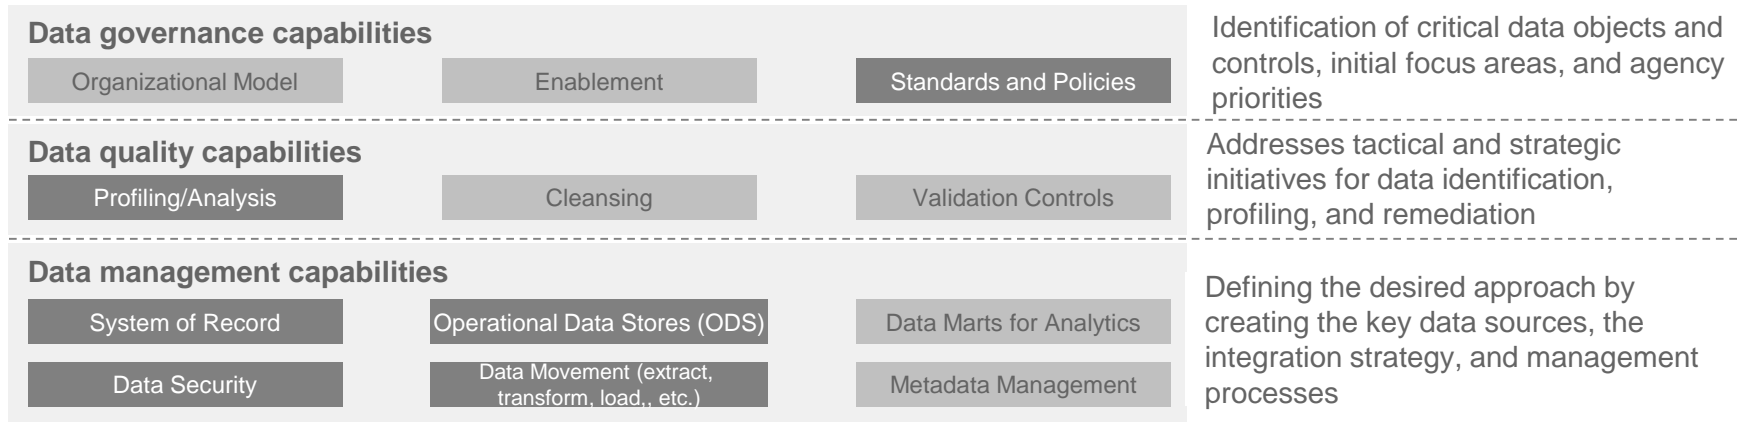 Data governance capabilities
Organizational Model
Enablement
Standards and Policies
Identification of critical data objects and
controls, initial focus areas, and agency
priorities
Data quality capabilities
Profiling/Analysis
Cleansing
Validation Controls
Addresses tactical and strategic
initiatives for data identification,
profiling, and remediation
Data management capabilities
System of Record
Operational Data Stores (ODS)
Data Marts for Analytics
Data Security
Data Movement (extract,
transform, load,, etc.)
Metadata Management
Defining the desired approach by
creating the key data sources, the
integration strategy, and management
processes